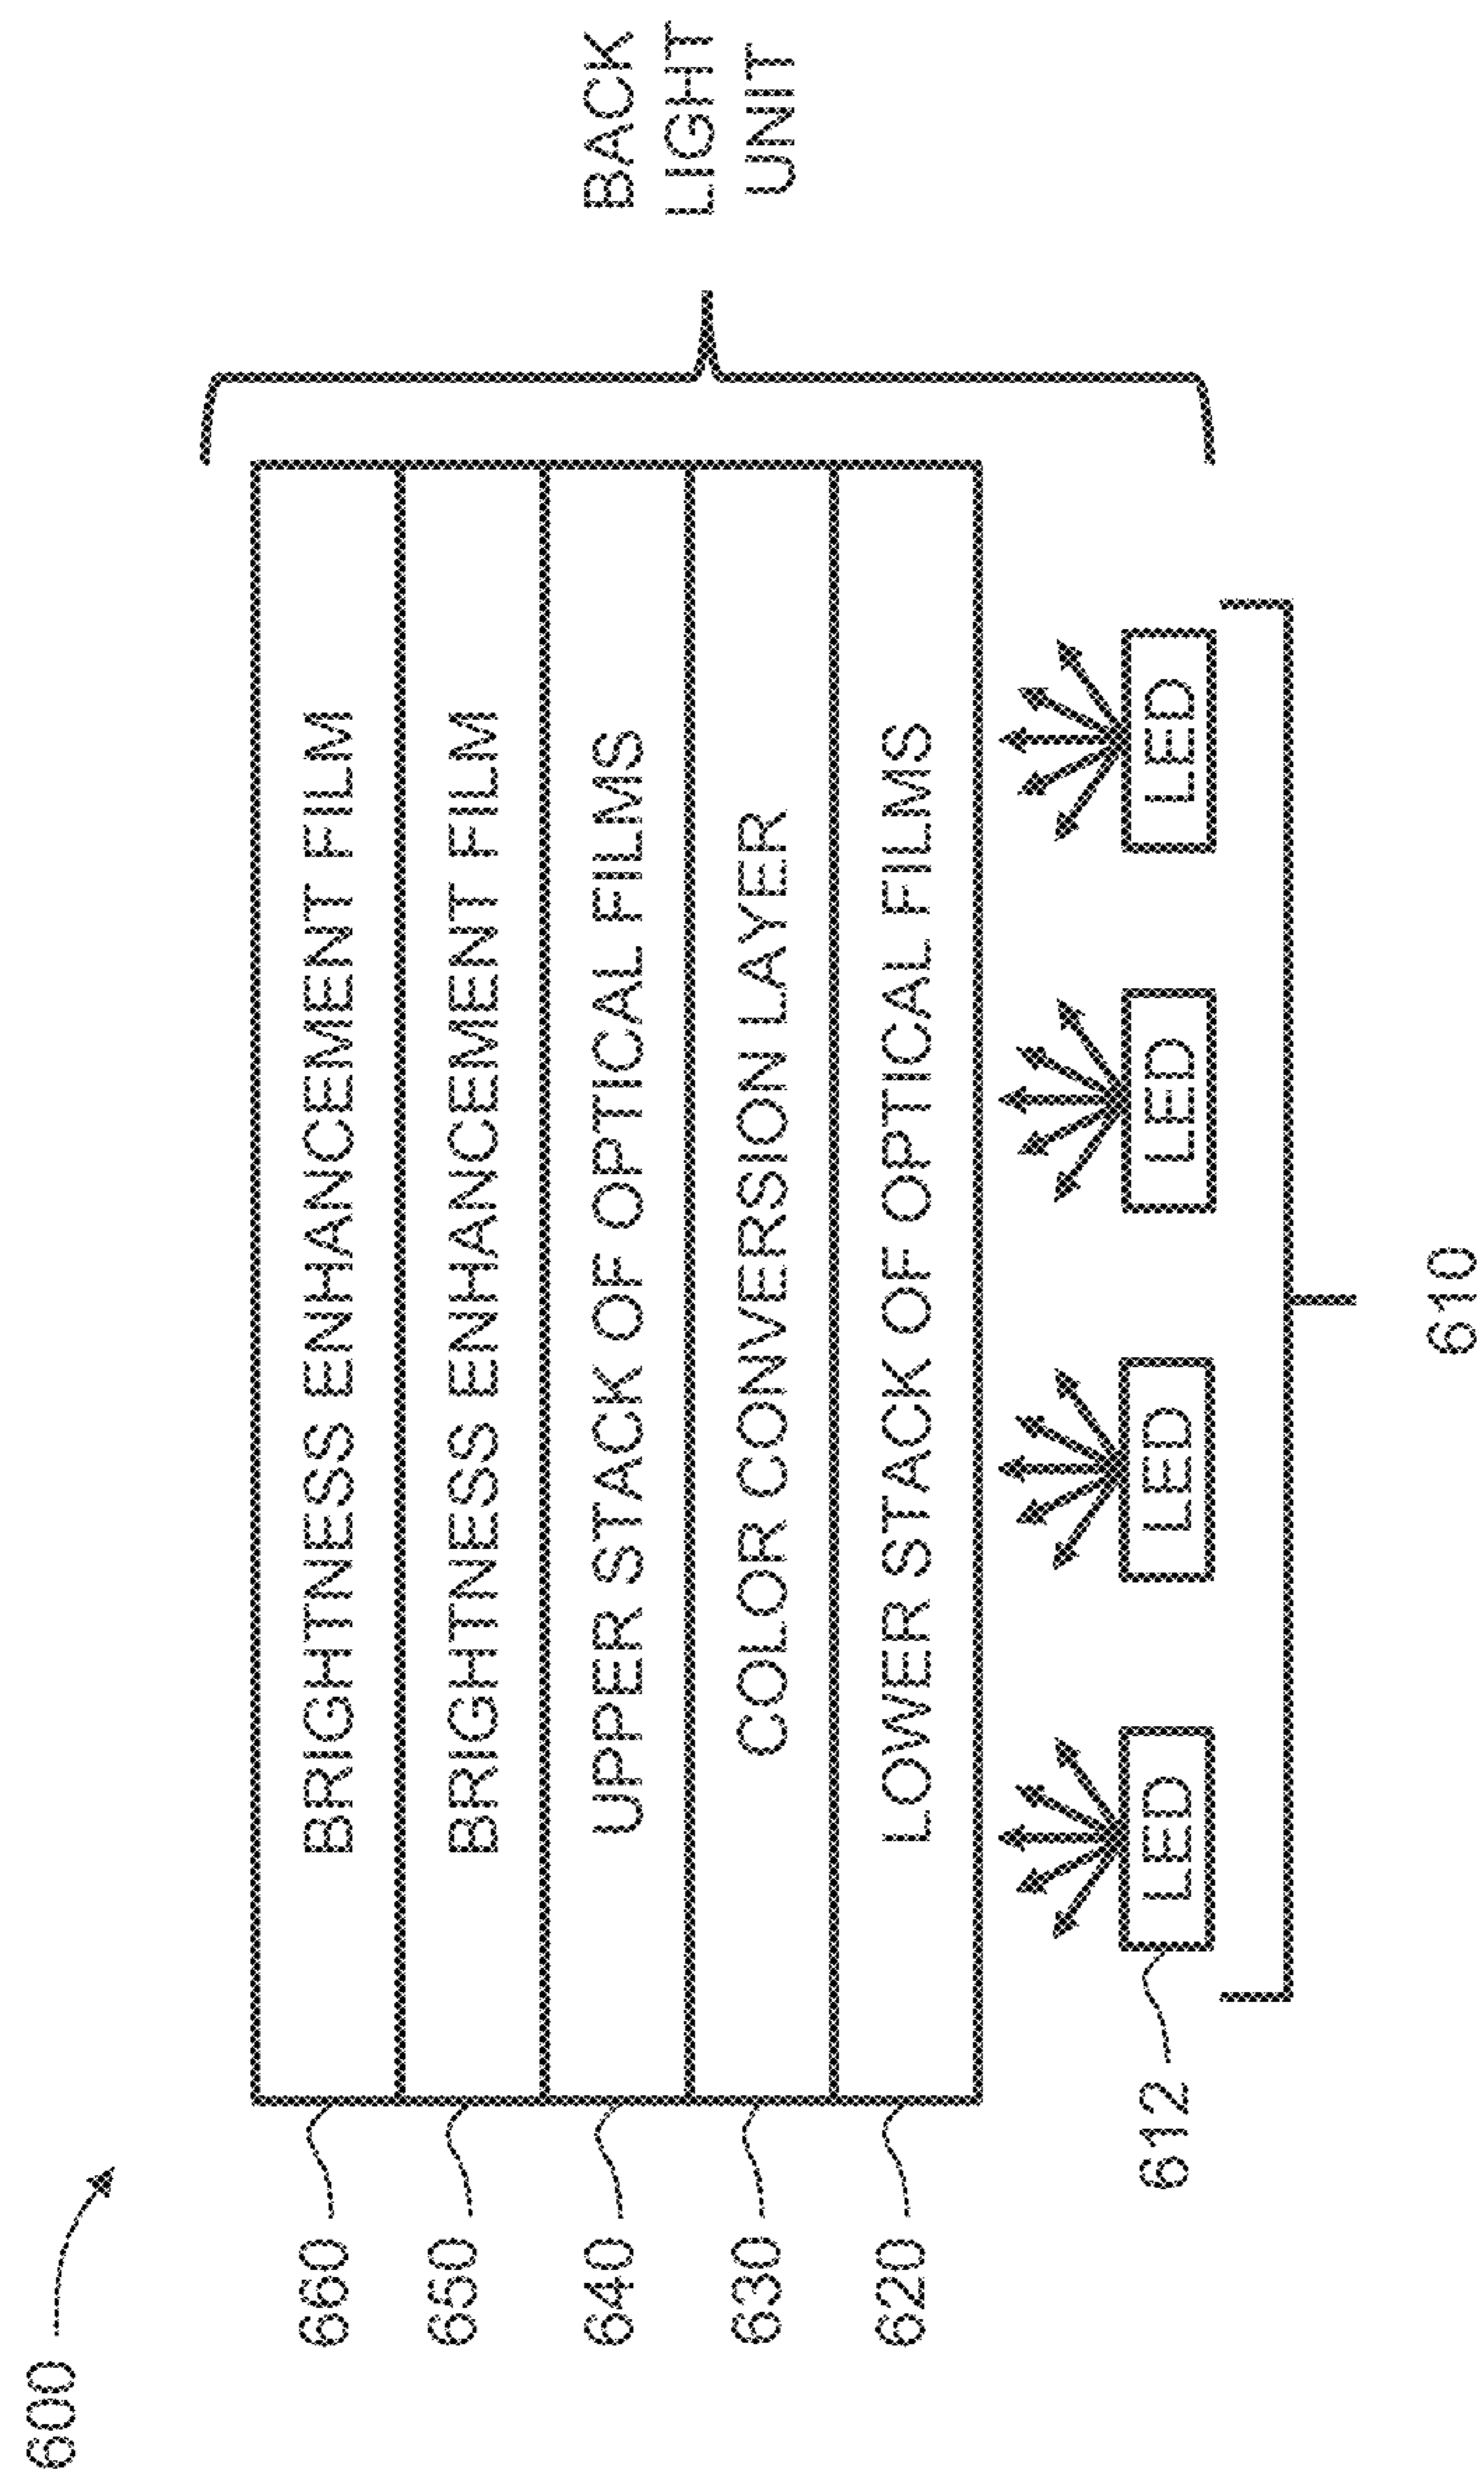 600
BACK
LIGHT
UNIT
660
BRIGHTNESS ENHANCEMENT FILM
650
BRIGHTNESS ENHANCEMENT FILM
640
UPPER STACK OF OPTICAL FILMS
630
COLOR CONVERSION LAYER
620
LOWER STACK OF OPTICAL FILMS
612
LED
LED
LED
LED
610